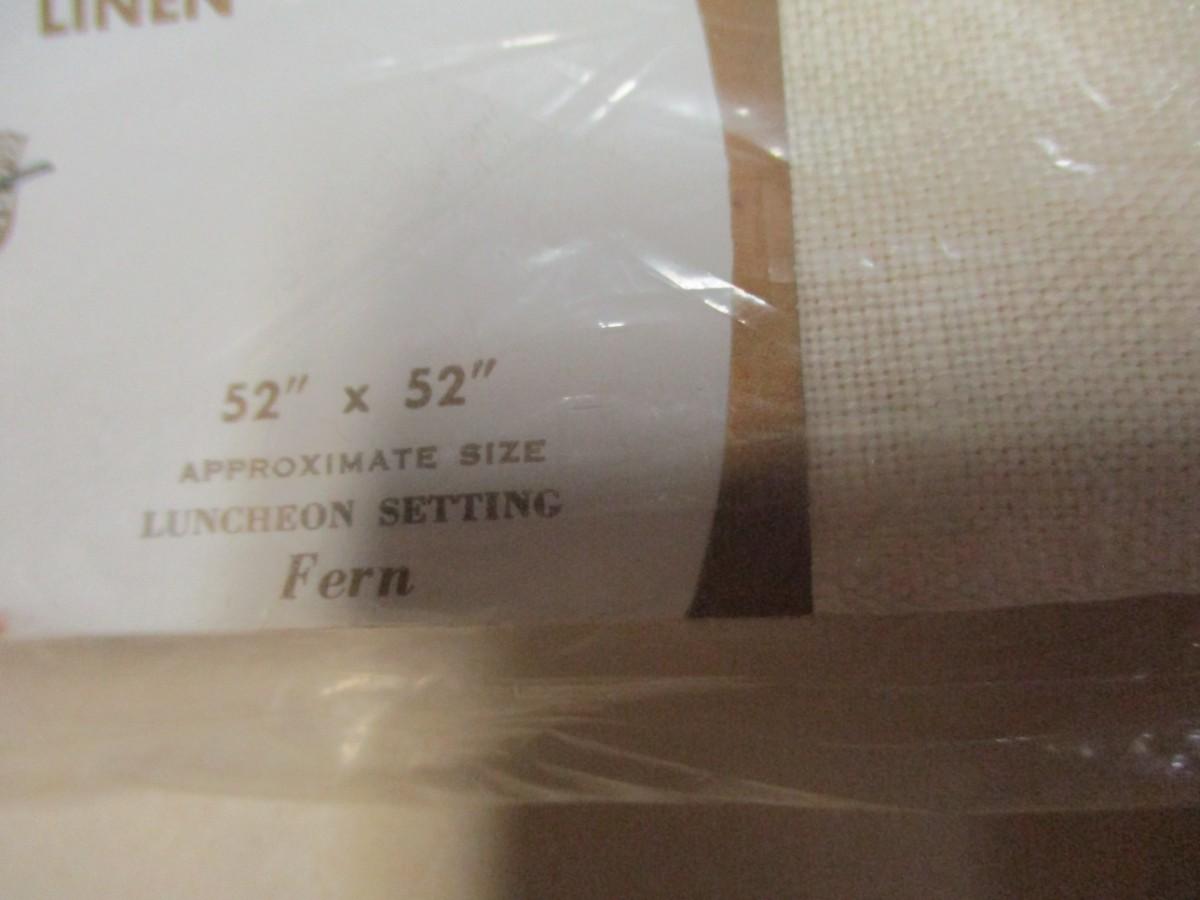 LINEN
52" x 52"
APPROXIMATE SIZE
LUNCHEON SETTING
Fern